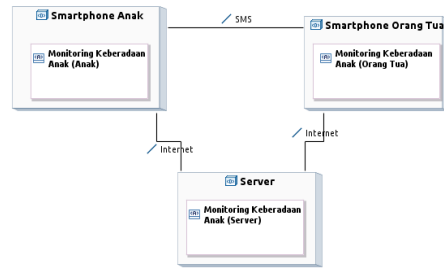 Smartphone Anak
SMS
Smartphone Orang Tua
Monitoring Keberadaan
Anak (Anak)
Monitoring Keberadaan
Anak (Orang Tua)
Internet
Internet
Server
Monitoring Keberadaan
Anak (Server)